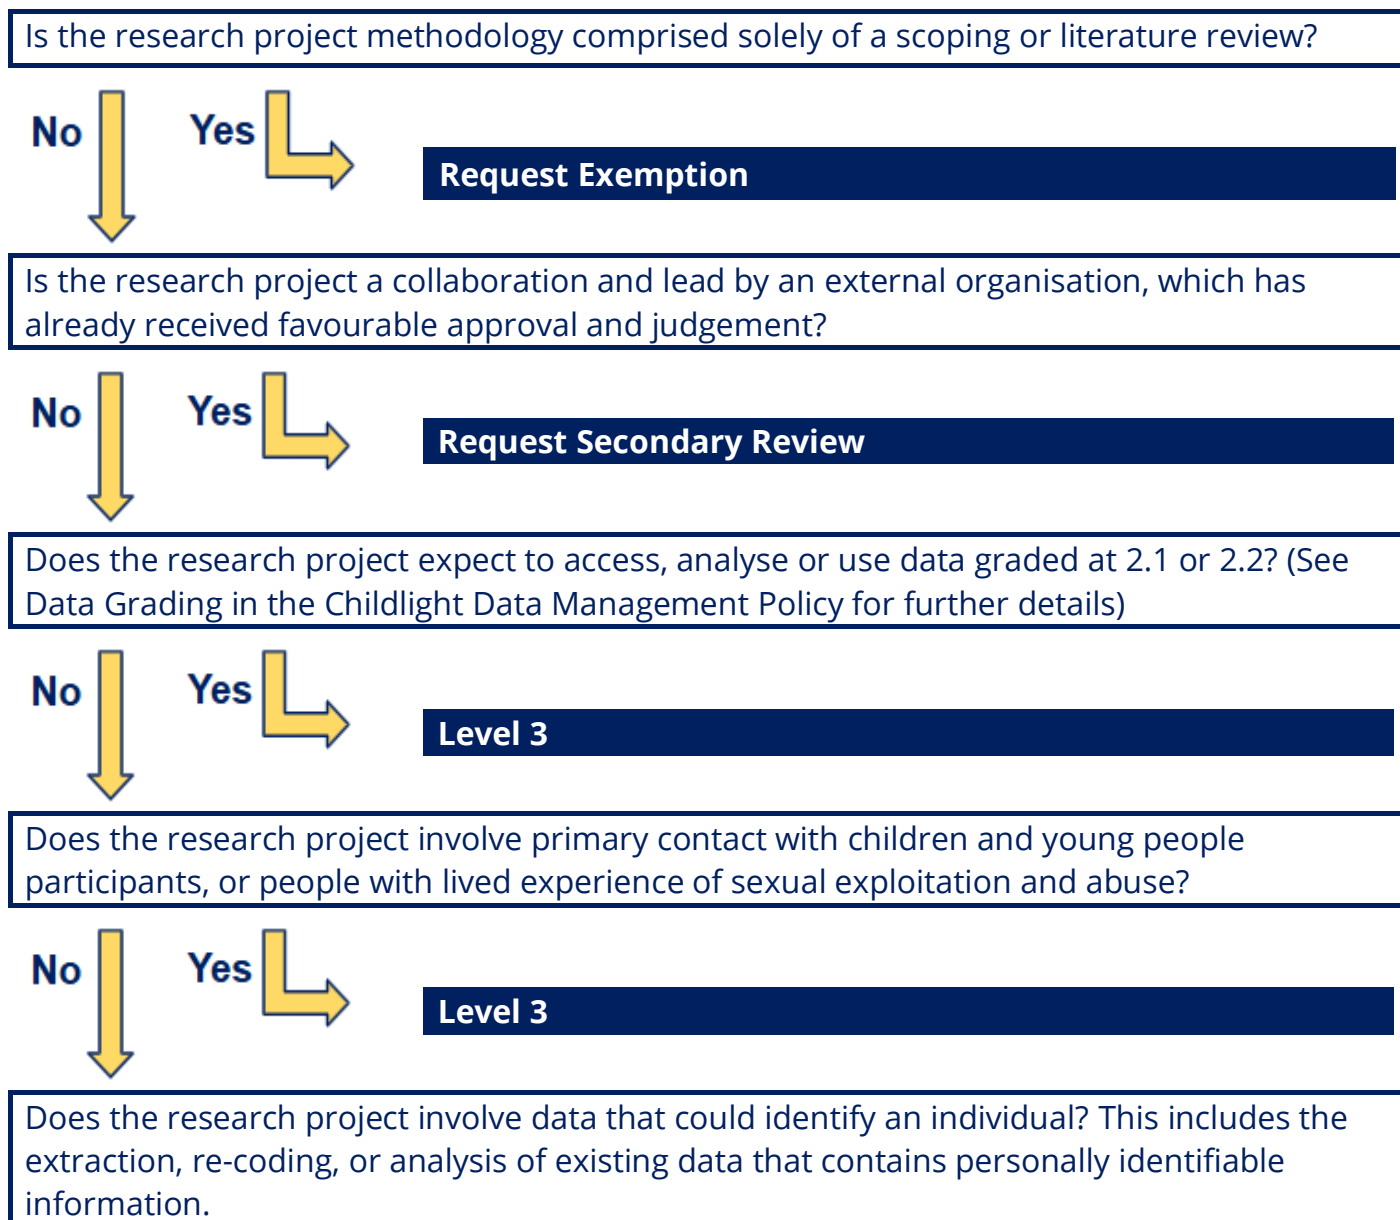 Is the research project methodology comprised solely of a scoping or literature review?
No
Yes
Request Exemption
Is the research project a collaboration and lead by an external organisation, which has
already received favourable approval and judgement?
No
Yes
Request Secondary Review
Does the research project expect to access, analyse or use data graded at 2.1 or 2.2? (See
Data Grading in the Childlight Data Management Policy for further details)
No
Yes
Level 3
Does the research project involve primary contact with children and young people
participants, or people with lived experience of sexual exploitation and abuse?
No
Yes
Level 3
Does the research project involve data that could identify an individual? This includes the
extraction, re-coding, or analysis of existing data that contains personally identifiable
information.